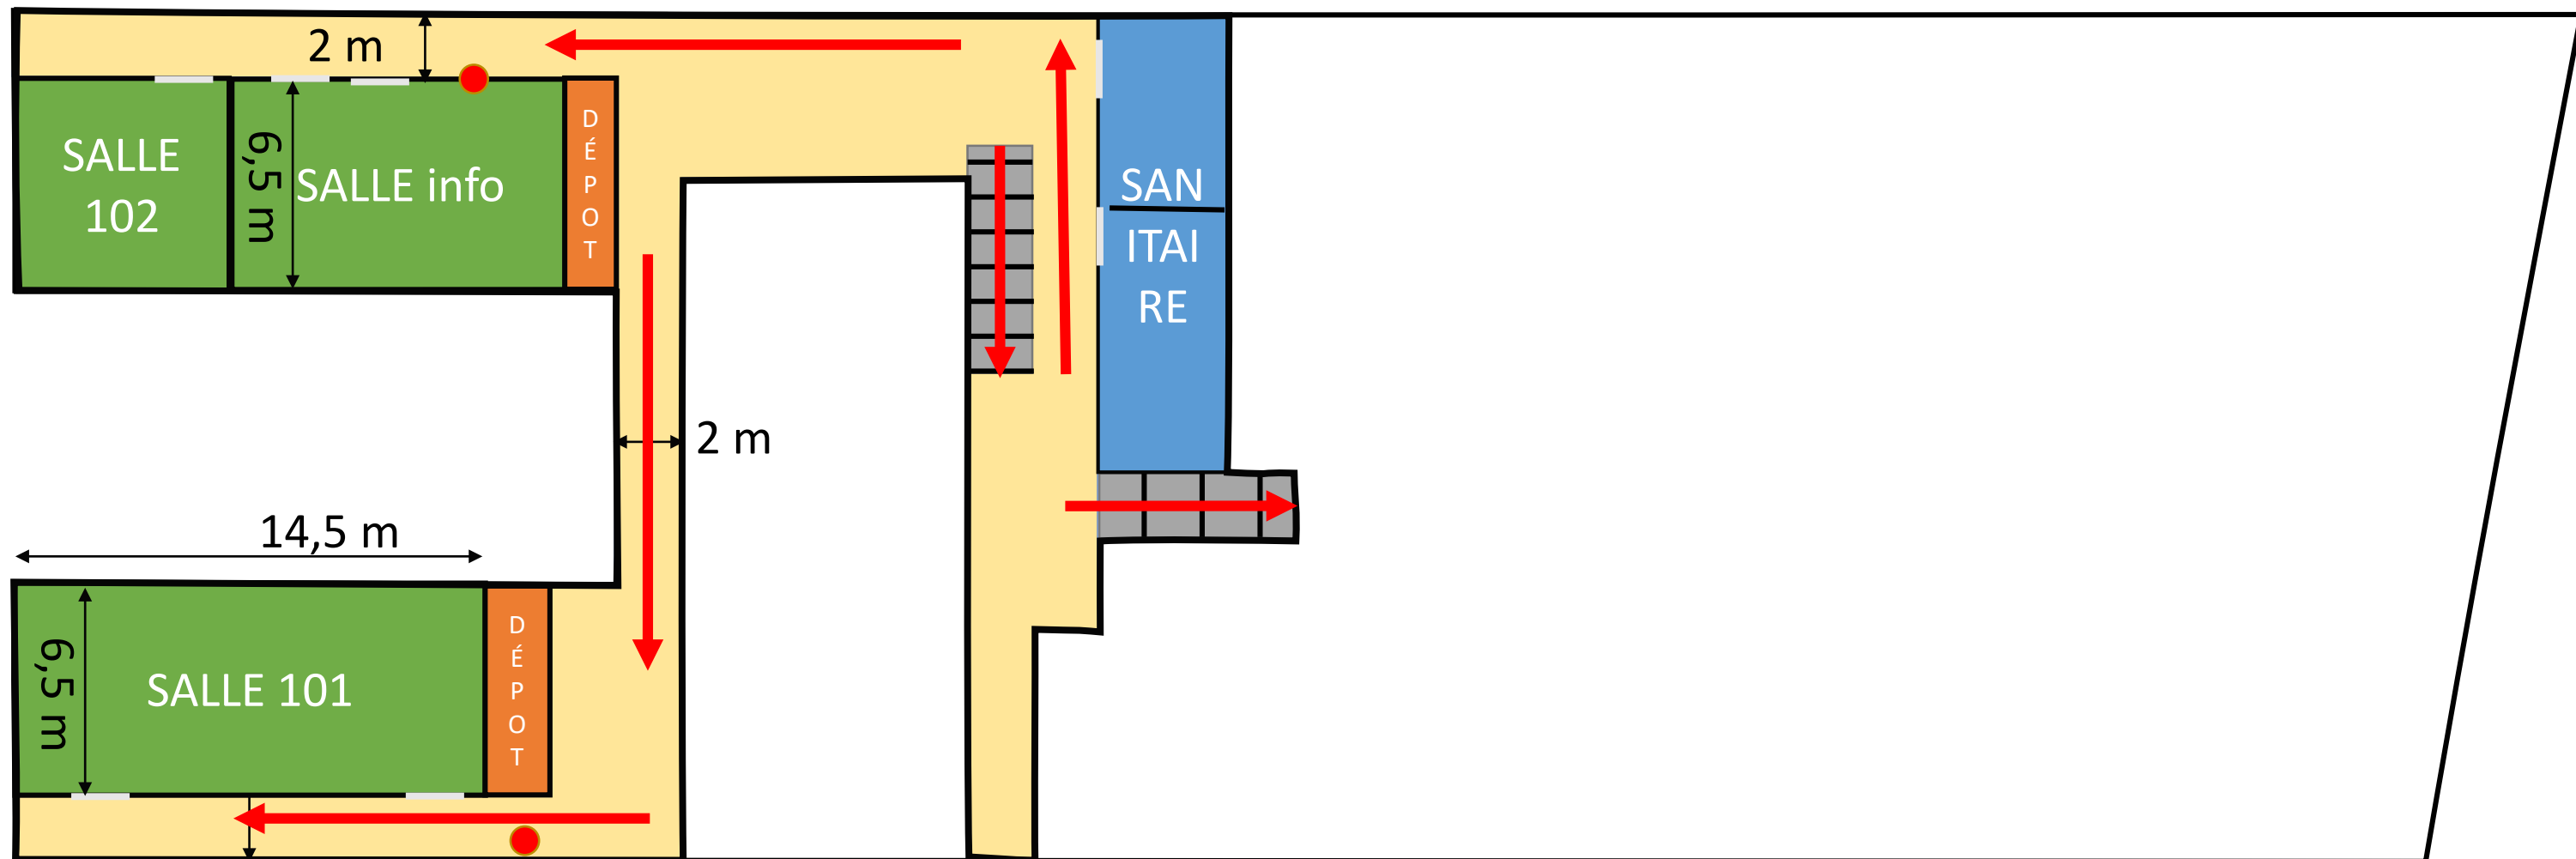 2 m
SALLE
102
6,5 m
SALLE info
D
É
P
O
T
SAN
ITAI
RE
2 m
14,5 m
6,5 m
SALLE 101
D
É
P
O
T